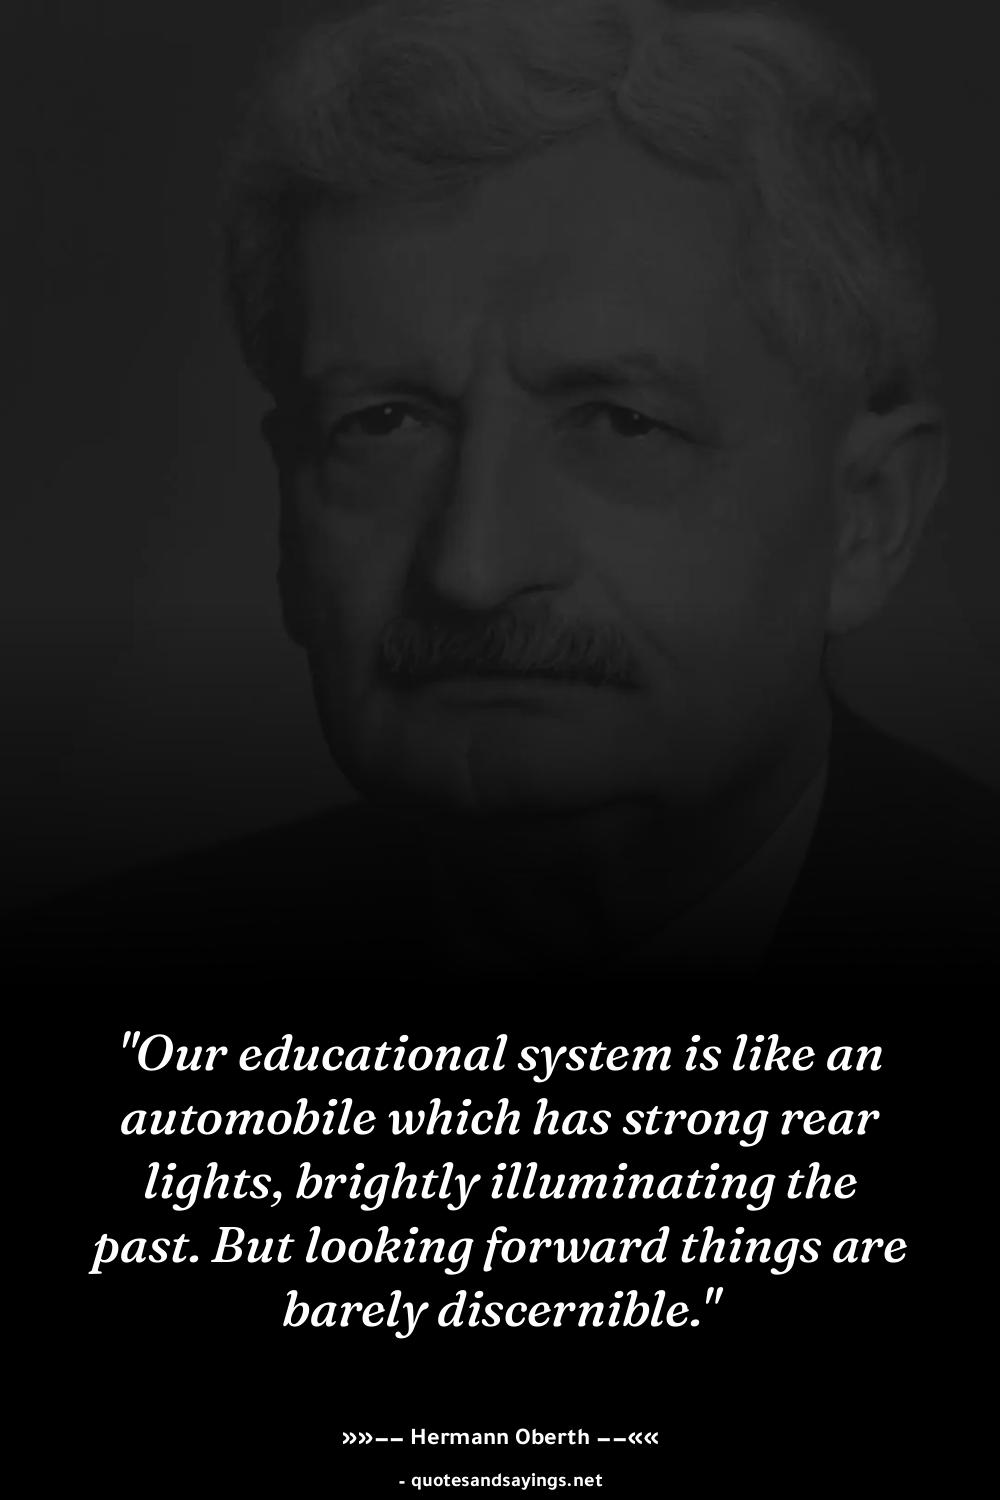 "Our educational system is like an
automobile which has strong rear
lights, brightly illuminating the
past. But looking forward things are
barely discernible."
»»−− Hermann Oberth −−««
- quotesandsayings.net